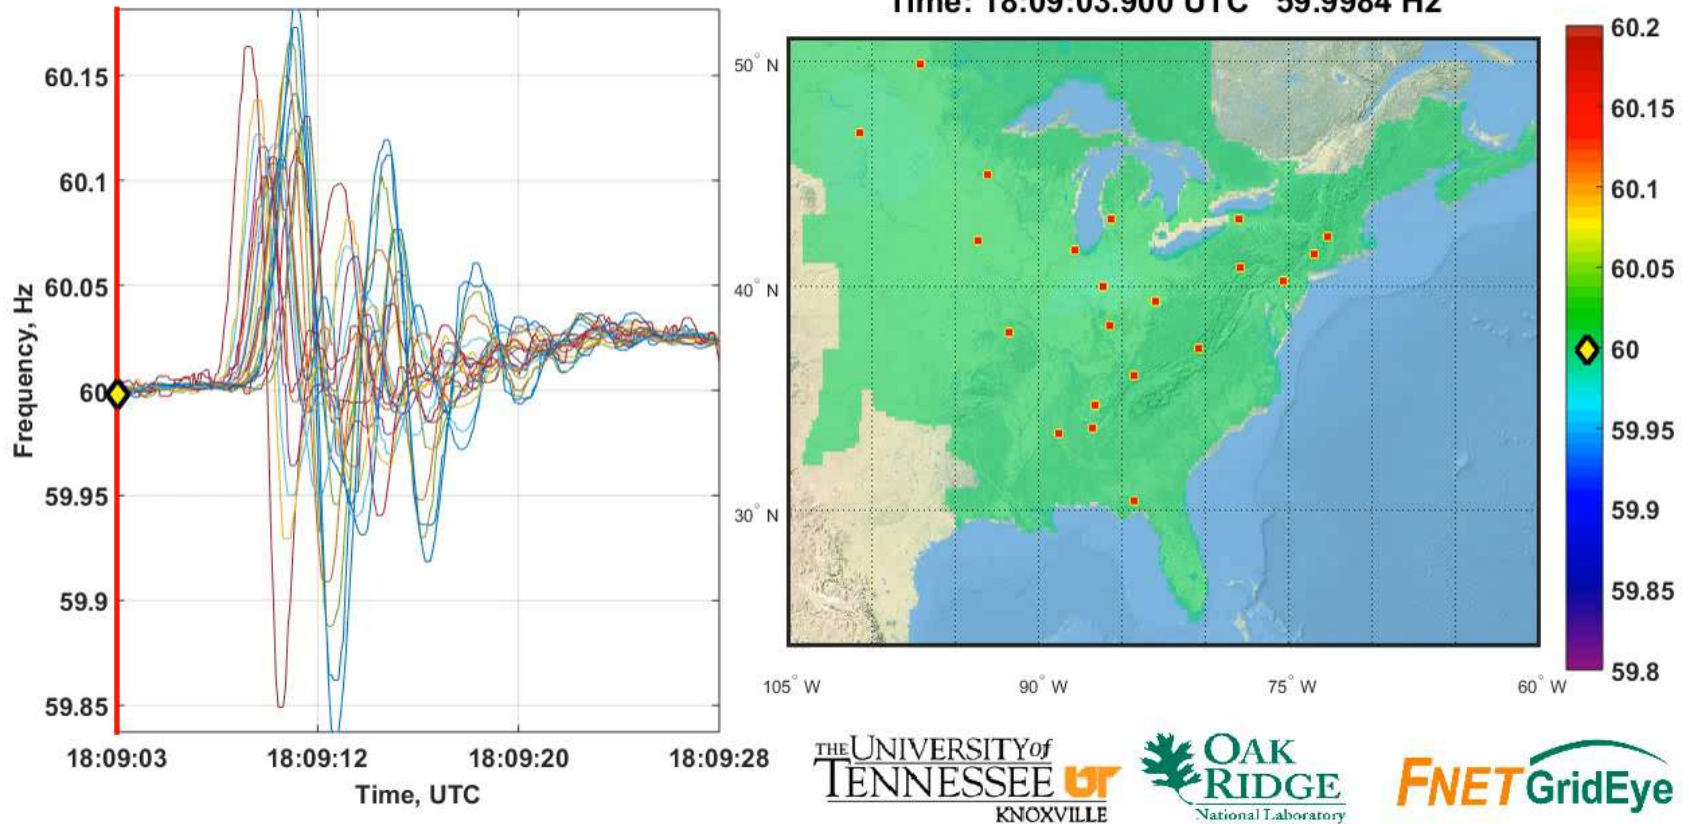 Time: 18:09:03.900 UTC 59.9984 Hz
60.15
60.1
60.05
60
59.95
59.9
59.85
Frequency, Hz
18:09:03 18:09:12 18:09:20 18:09:28
Time, UTC
50° N
40° N
30° N
105° W 90° W 75° W 60° W
60.2
60.15
60.1
60.05
60
59.95
59.9
59.85
59.8
THE UNIVERSITY of
TENNESSEE UT
KNOXVILLE
OAK
RIDGE
National Laboratory
FNET GridEye